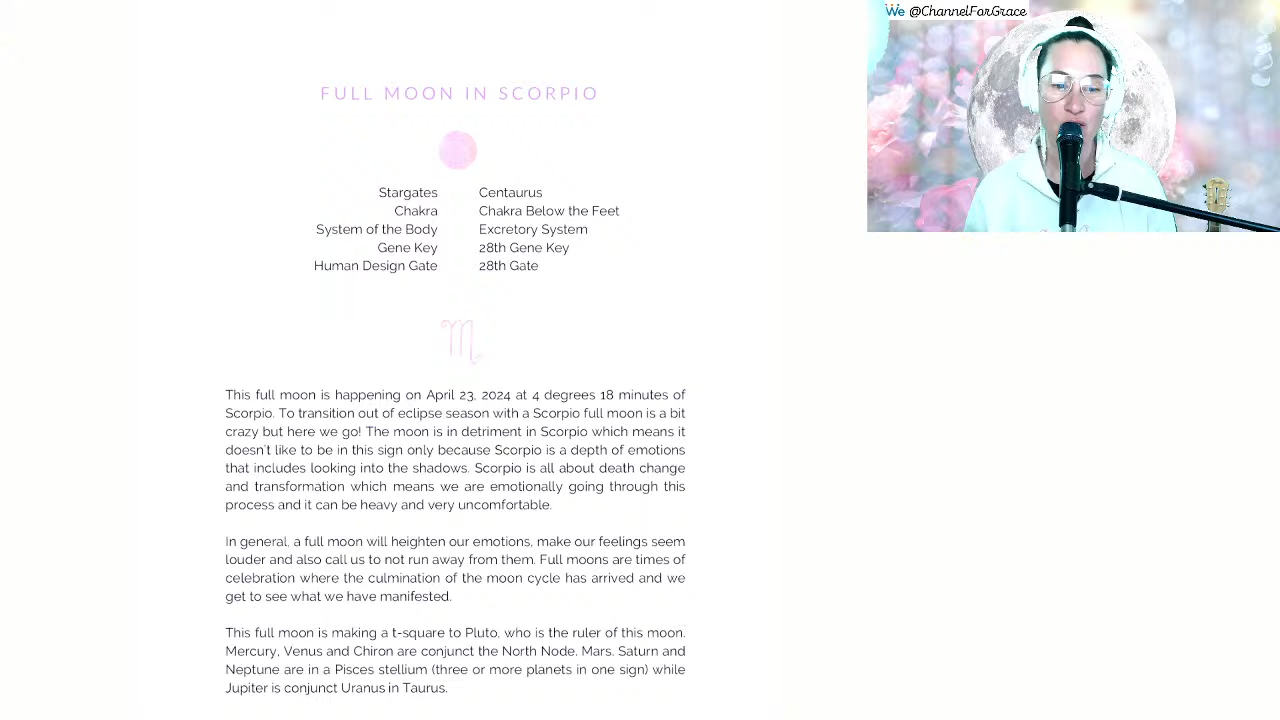 We @ChannelForGrace
FULL MOON IN SCORPIO
Stargates Centaurus
Chakra Chakra Below the Feet
System of the Body Excretory System
Gene Key 28th Gene Key
Human Design Gate 28th Gate
This full moon is happening on April 23, 2024 at 4 degrees 18 minutes of
Scorpio. To transition out of eclipse season with a Scorpio full moon is a bit
crazy but here we go! The moon is in detriment in Scorpio which means it
doesn't like to be in this sign only because Scorpio is a depth of emotions
that includes looking into the shadows. Scorpio is all about death change
and transformation which means we are emotionally going through this
process and it can be heavy and very uncomfortable.
In general, a full moon will heighten our emotions, make our feelings seem
louder and also call us to not run away from them. Full moons are times of
celebration where the culmination of the moon cycle has arrived and we
get to see what we have manifested.
This full moon is making a t-square to Pluto, who is the ruler of this moon.
Mercury, Venus and Chiron are conjunct the North Node. Mars, Saturn and
Neptune are in a Pisces stellium (three or more planets in one sign) while
Jupiter is conjunct Uranus in Taurus.